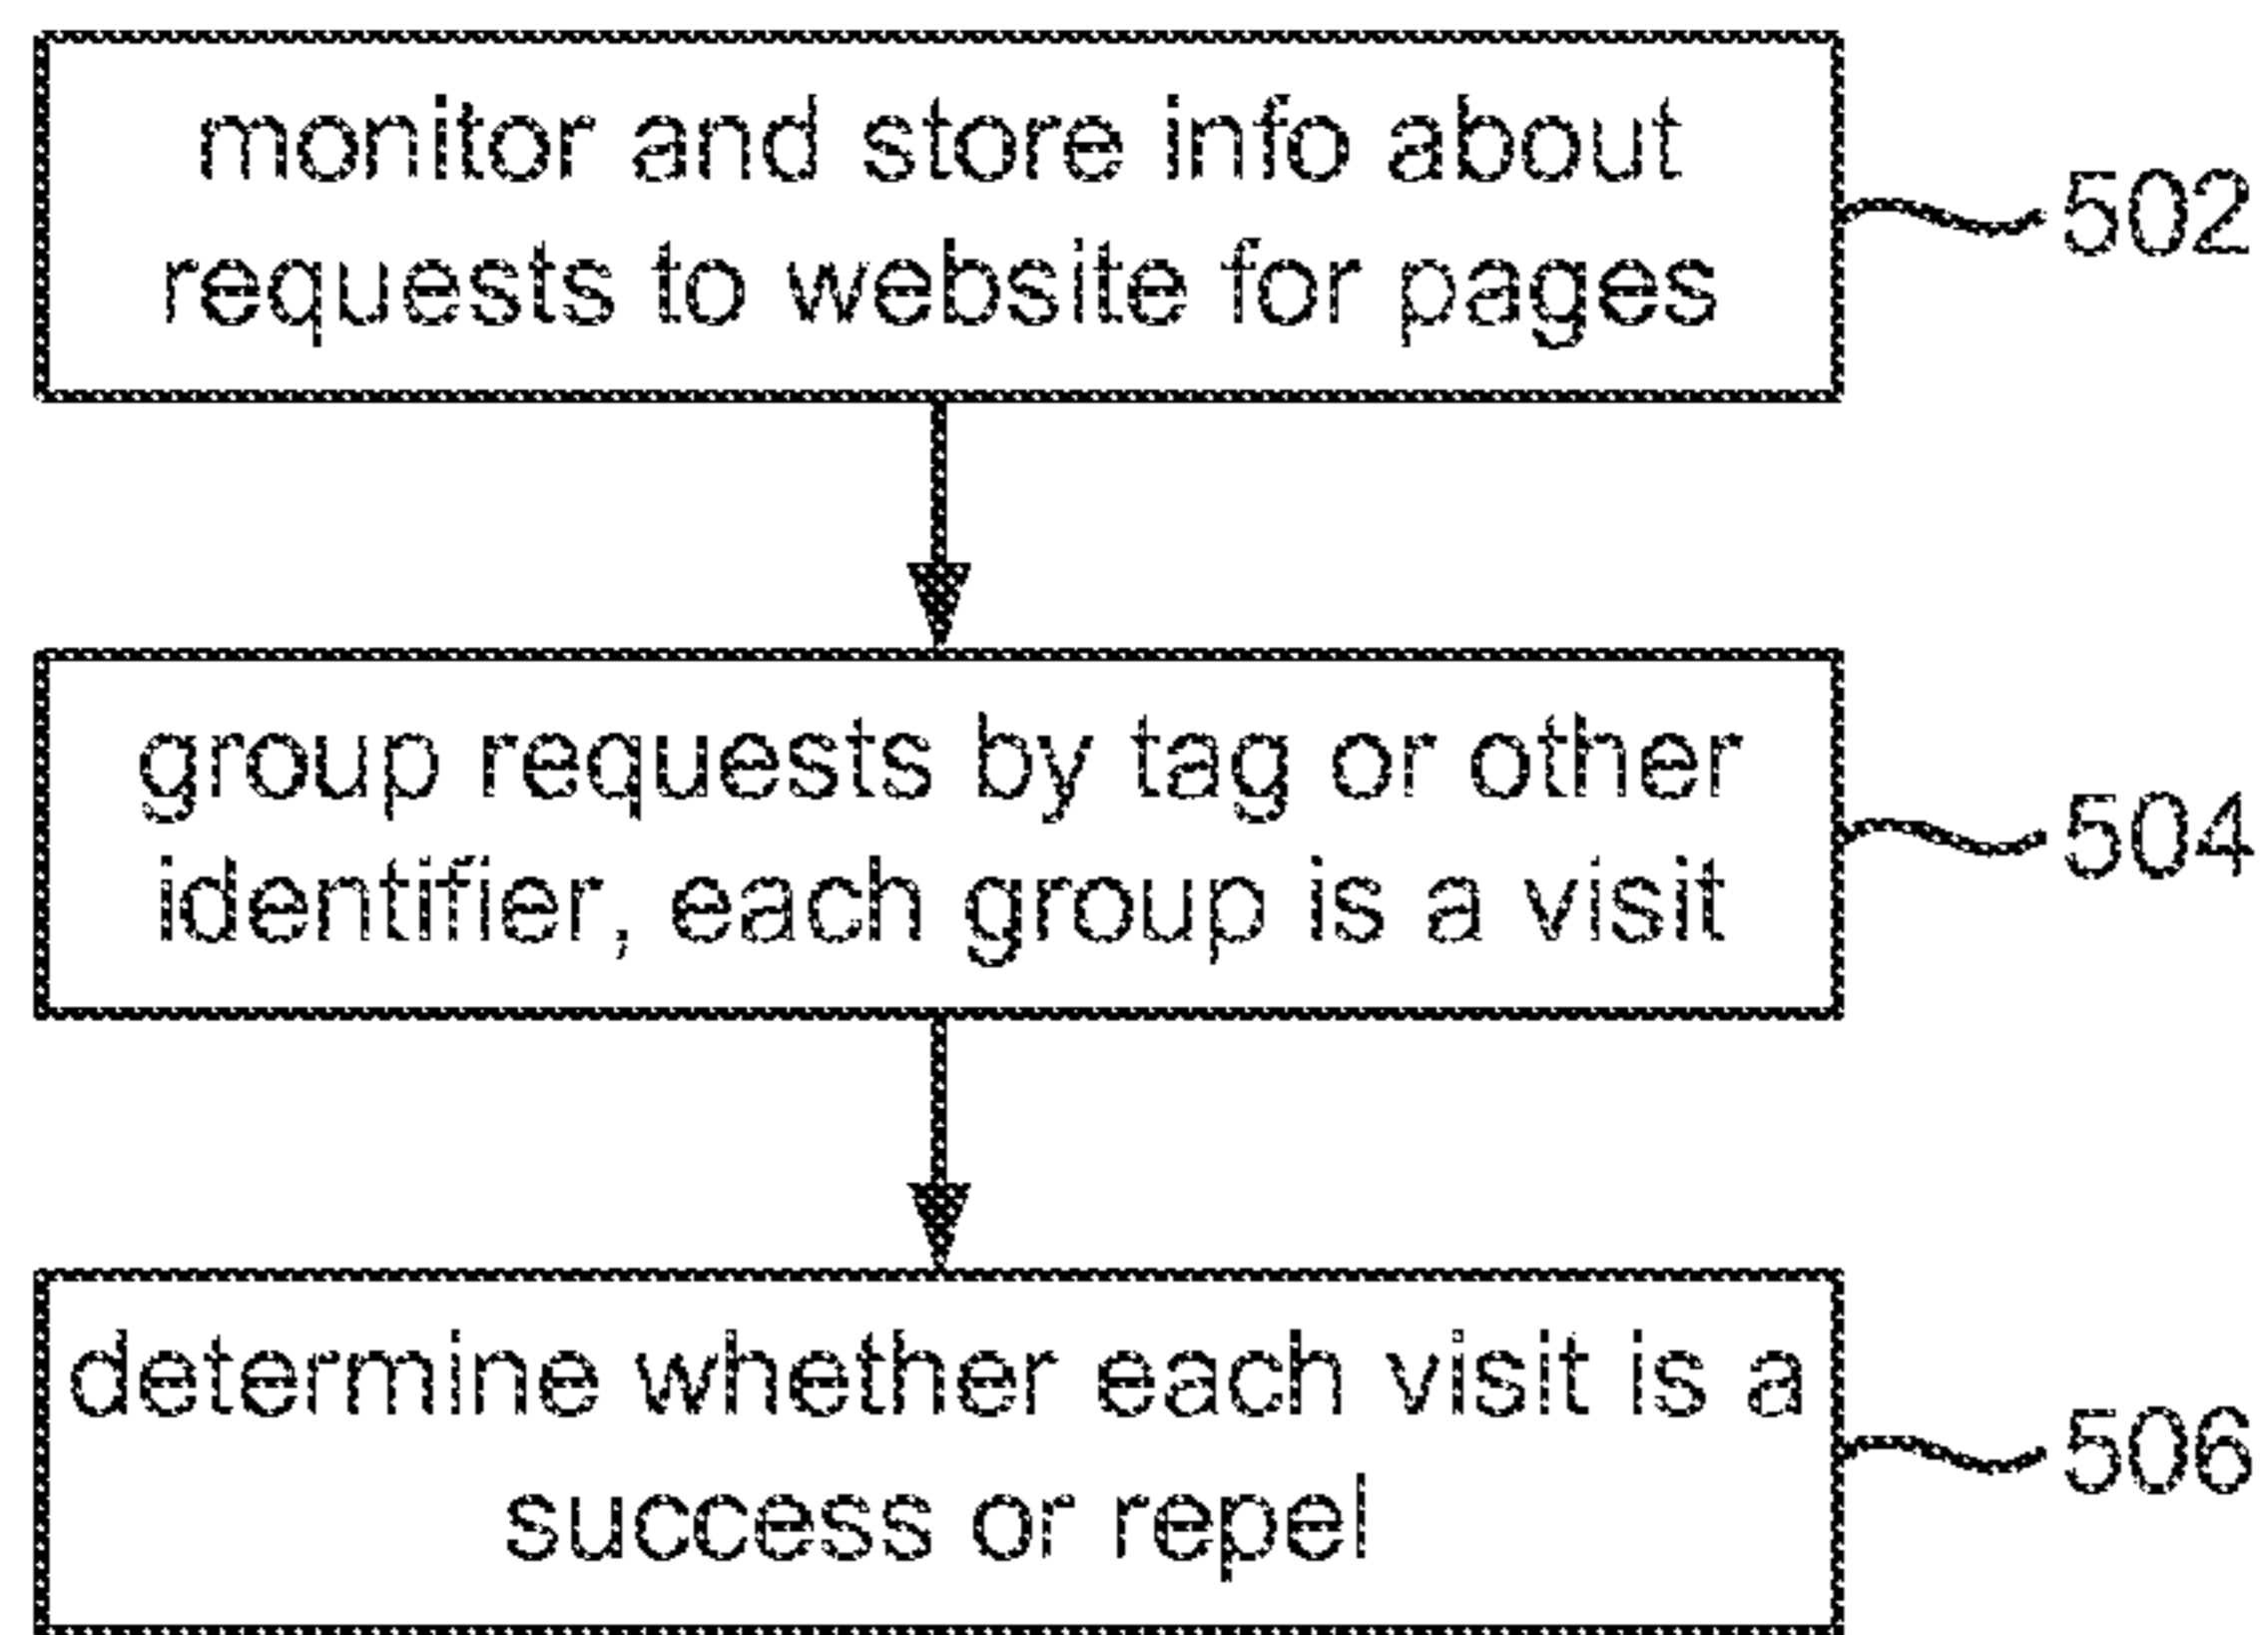 monitor and store info about
requests to website for pages
502
group requests by tag or other
identifier, each group is a visit
504
determine whether each visit is a
success or repel
506